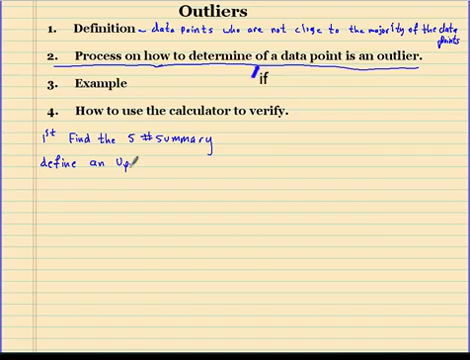 Outliers
1. Definition - data points who are not close to the majority of the data points
2. Process on how to determine of a data point is an outlier.
if
3. Example
4. How to use the calculator to verify.
1st Find the 5 # Summary
define an Up